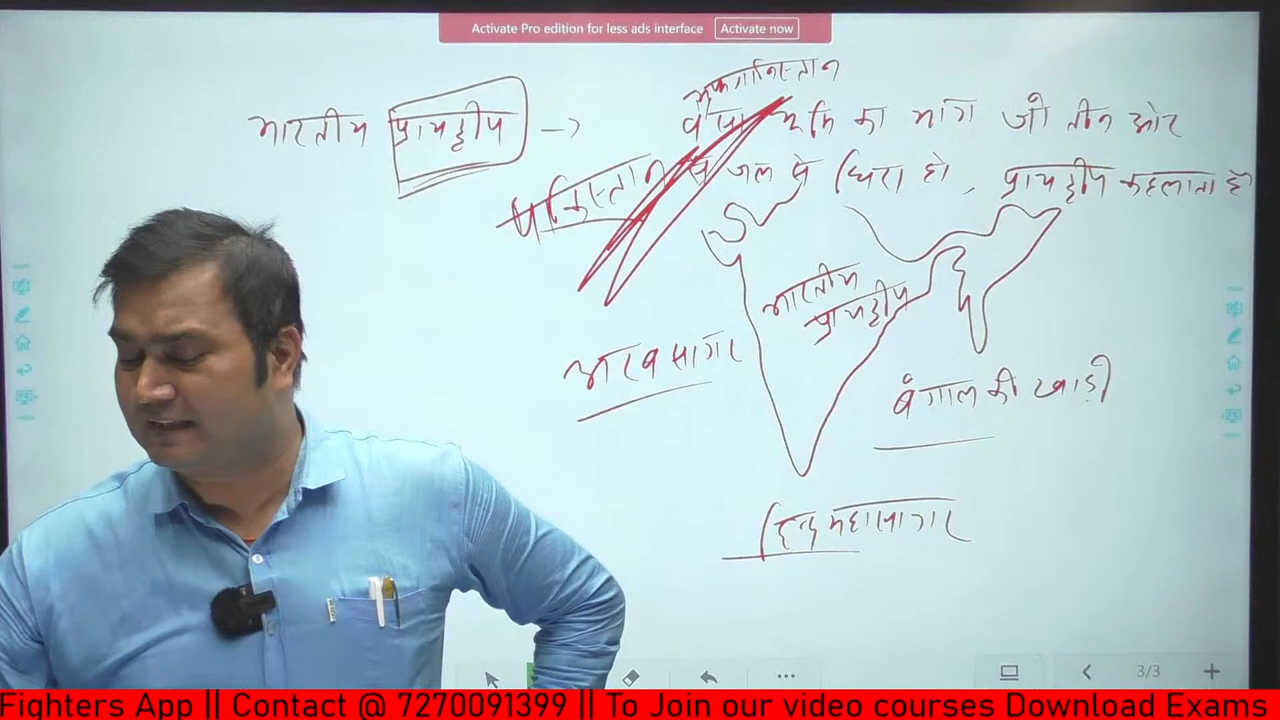 Activate Pro edition for less ads interface Activate now
अफगानिस्तान
भारतीय प्रायद्वीप → वैसा भूमि का भाग जो तीन ओर
पाकिस्तान से जल से घिरा हो, प्रायद्वीप कहलाता है
भारतीय
प्रायद्वीप
अरब सागर
बंगाल की खाड़ी
हिन्द महासागर
3/3
Fighters App || Contact @ 7270091399 || To Join our video courses Download Exams